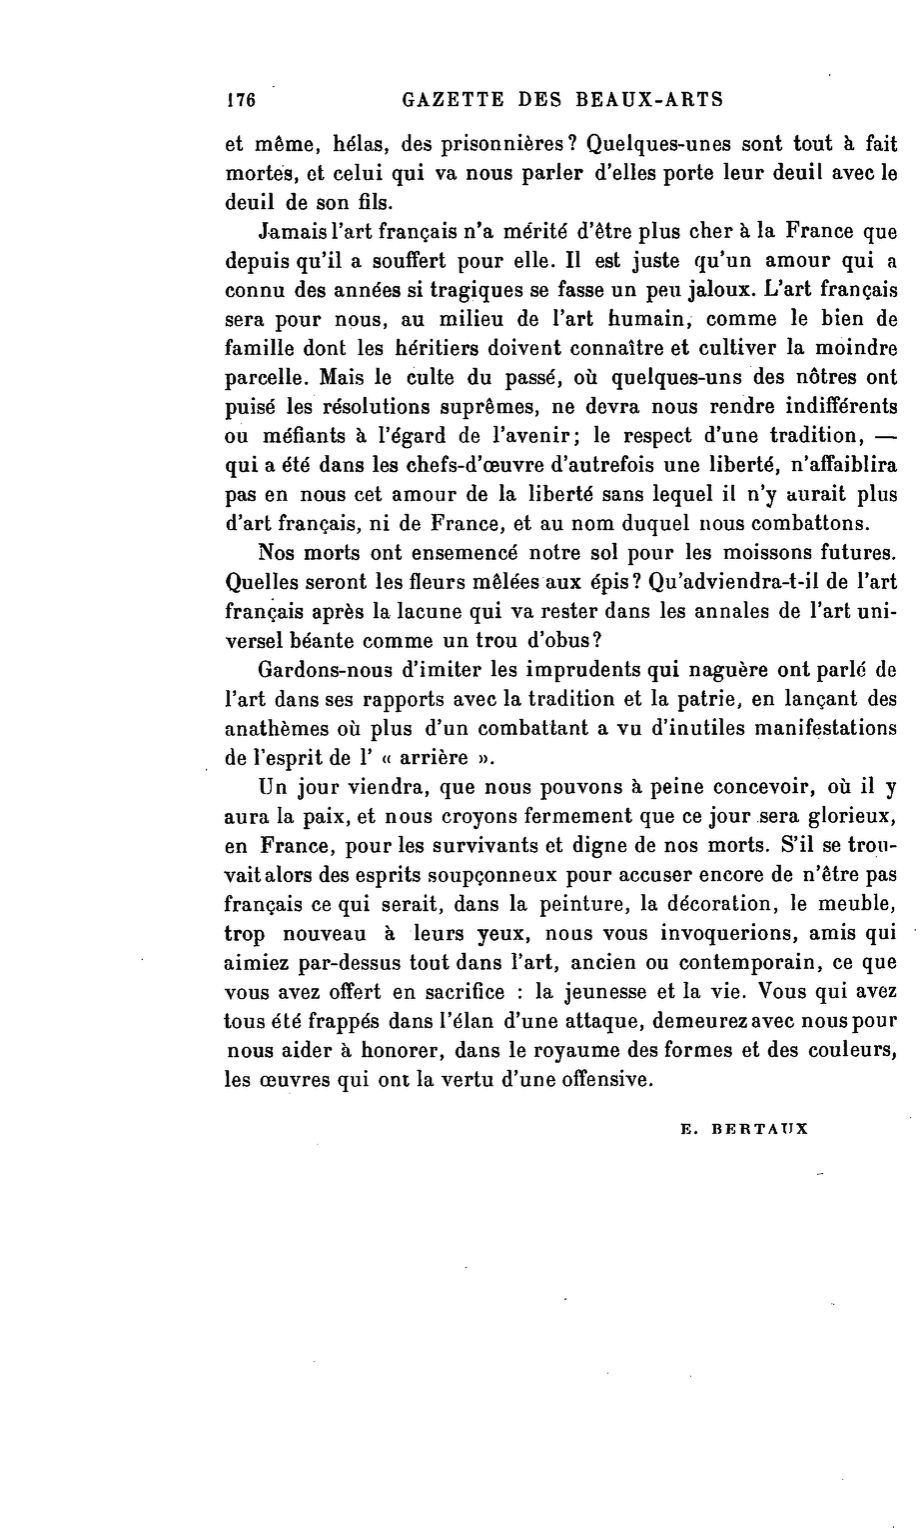 176 GAZETTE DES BEAUX-ARTS
et même, hélas, des prisonnières? Quelques-unes sont tout à fait
mortes, et celui qui va nous parler d'elles porte leur deuil avec le
deuil de son fils.
Jamais l'art français n'a mérité d'être plus cher à la France que
depuis qu'il a souffert pour elle. Il est juste qu'un amour qui a
connu des années si tragiques se fasse un peu jaloux. L'art français
sera pour nous, au milieu de l'art humain, comme le bien de
famille dont les héritiers doivent connaître et cultiver la moindre
parcelle. Mais le culte du passé, où quelques-uns des nôtres ont
puisé les résolutions suprêmes, ne devra nous rendre indifférents
ou méfiants à l'égard de l'avenir; le respect d'une tradition, —
qui a été dans les chefs-d'œuvre d'autrefois une liberté, n'affaiblira
pas en nous cet amour de la liberté sans lequel il n'y aurait plus
d'art français, ni de France, et au nom duquel nous combattons.
Nos morts ont ensemencé notre sol pour les moissons futures.
Quelles seront les fleurs mêlées aux épis? Qu'adviendra-t-il de l'art
français après la lacune qui va rester dans les annales de l'art uni-
versel béante comme un trou d'obus?
Gardons-nous d'imiter les imprudents qui naguère ont parlé de
l'art dans ses rapports avec la tradition et la patrie, en lançant des
anathèmes où plus d'un combattant a vu d'inutiles manifestations
de l'esprit de l' « arrière ».
Un jour viendra, que nous pouvons à peine concevoir, où il y
aura la paix, et nous croyons fermement que ce jour sera glorieux,
en France, pour les survivants et digne de nos morts. S'il se trou-
vait alors des esprits soupçonneux pour accuser encore de n'être pas
français ce qui serait, dans la peinture, la décoration, le meuble,
trop nouveau à leurs yeux, nous vous invoquerions, amis qui
aimiez par-dessus tout dans l'art, ancien ou contemporain, ce que
vous avez offert en sacrifice : la jeunesse et la vie. Vous qui avez
tous été frappés dans l'élan d'une attaque, demeurez avec nous pour
nous aider à honorer, dans le royaume des formes et des couleurs,
les œuvres qui ont la vertu d'une offensive.
E. BERTAUX